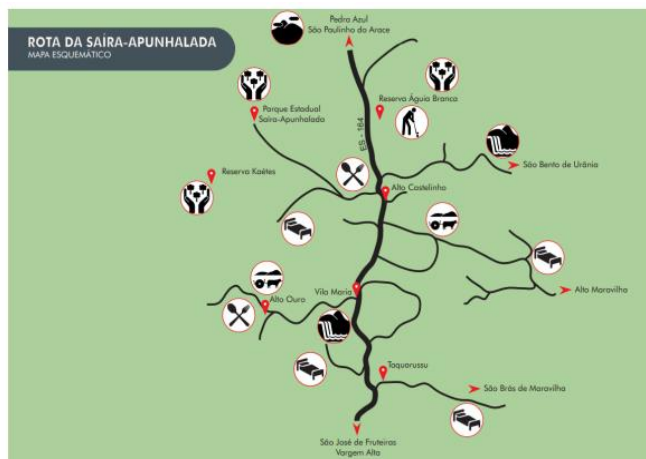 ROTA DA SAÍRA-APUNHALADA
MAPA ESQUEMÁTICO
Pedra Azul
São Paulinho do Arace
Reserva Águia Branca
Parque Estadual
Saíra-Apunhalada
ES - 164
São Bento de Urânia
Reserva Kaétes
Alto Castelinho
Vila Maria
Alto Maravilha
Alto Ouro
Taquarussu
São Brás de Maravilha
São José de Fruteiras
Vargem Alta